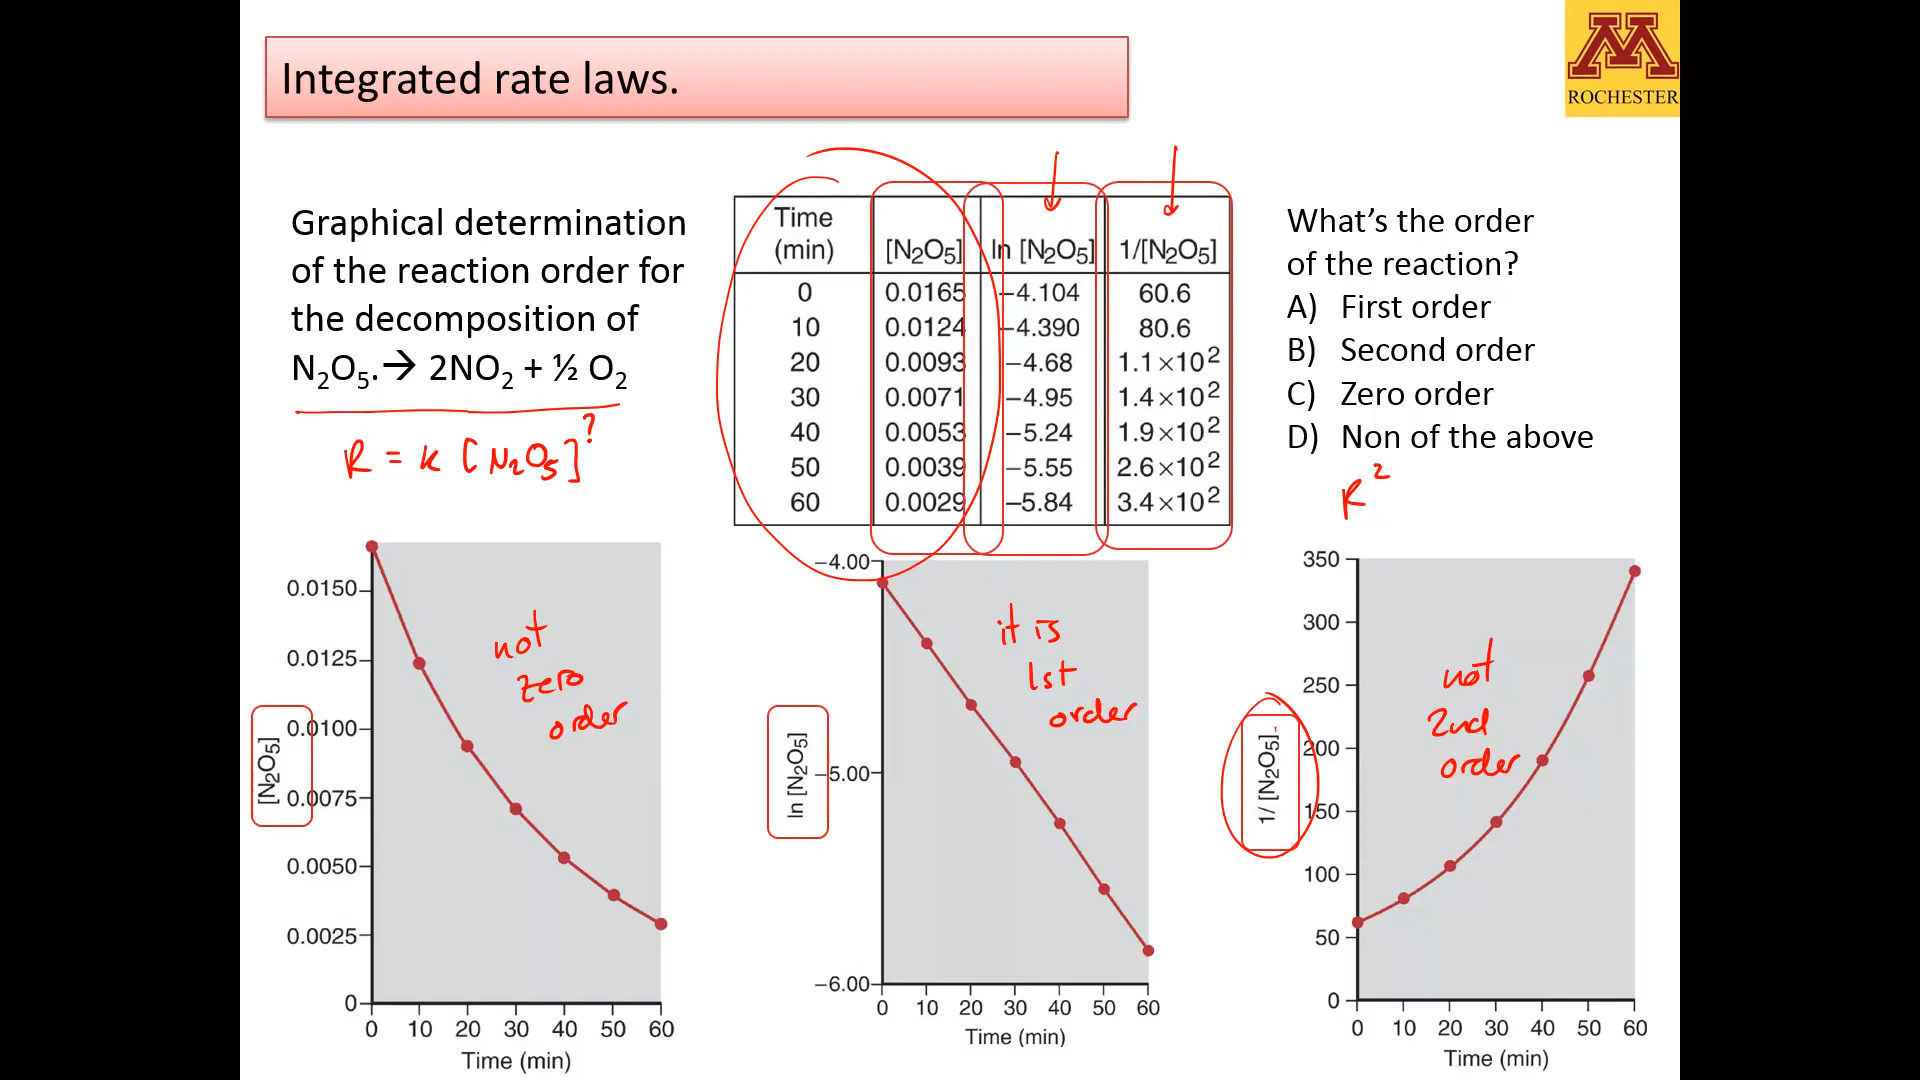 Integrated rate laws.
M
ROCHESTER
Graphical determination
of the reaction order for
the decomposition of
N₂O₅.→ 2NO₂ + ½ O₂
R = k [N₂O₅]?
Time (min) [N₂O₅] ln [N₂O₅] 1/[N₂O₅]
0 0.0165 −4.104 60.6
10 0.0124 −4.390 80.6
20 0.0093 −4.68 1.1×10²
30 0.0071 −4.95 1.4×10²
40 0.0053 −5.24 1.9×10²
50 0.0039 −5.55 2.6×10²
60 0.0029 −5.84 3.4×10²
What’s the order
of the reaction?
A) First order
B) Second order
C) Zero order
D) Non of the above
R²
[N₂O₅]
0.0150
0.0125
0.0100
0.0075
0.0050
0.0025
0
0 10 20 30 40 50 60
Time (min)
not
zero
order
ln [N₂O₅]
−4.00
−5.00
−6.00
0 10 20 30 40 50 60
Time (min)
it is
1st
order
1/ [N₂O₅]
350
300
250
200
150
100
50
0
0 10 20 30 40 50 60
Time (min)
not
2nd
order